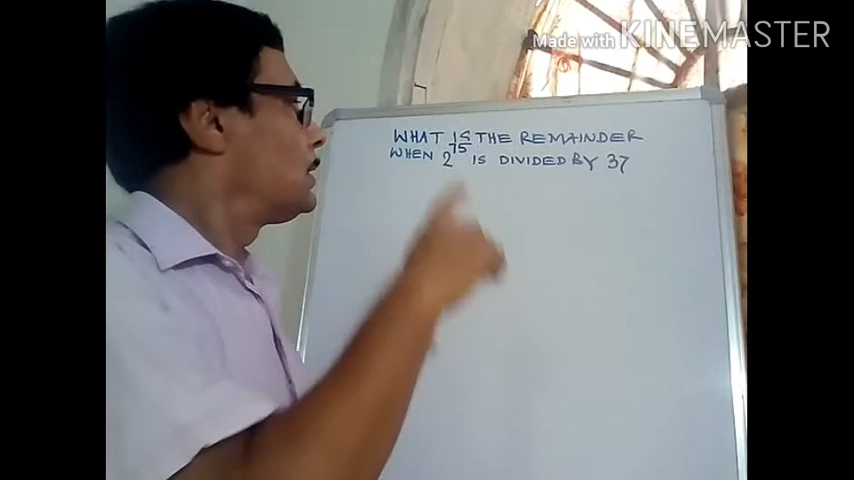 Made with KINEMASTER
WHAT IS THE REMAINDER
WHEN 2^75 IS DIVIDED BY 37